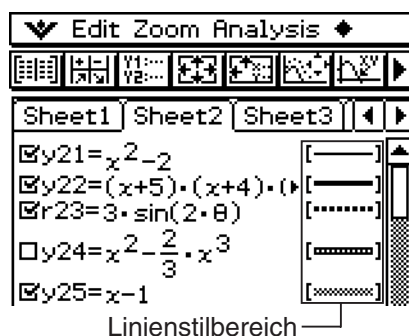 Edit Zoom Analysis ◆
Sheet1 Sheet2 Sheet3
y21=x²-2
y22=(x+5)·(x+4)·(
r23=3·sin(2·θ)
y24=x²-2/3·x³
y25=x-1
Linienstilbereich